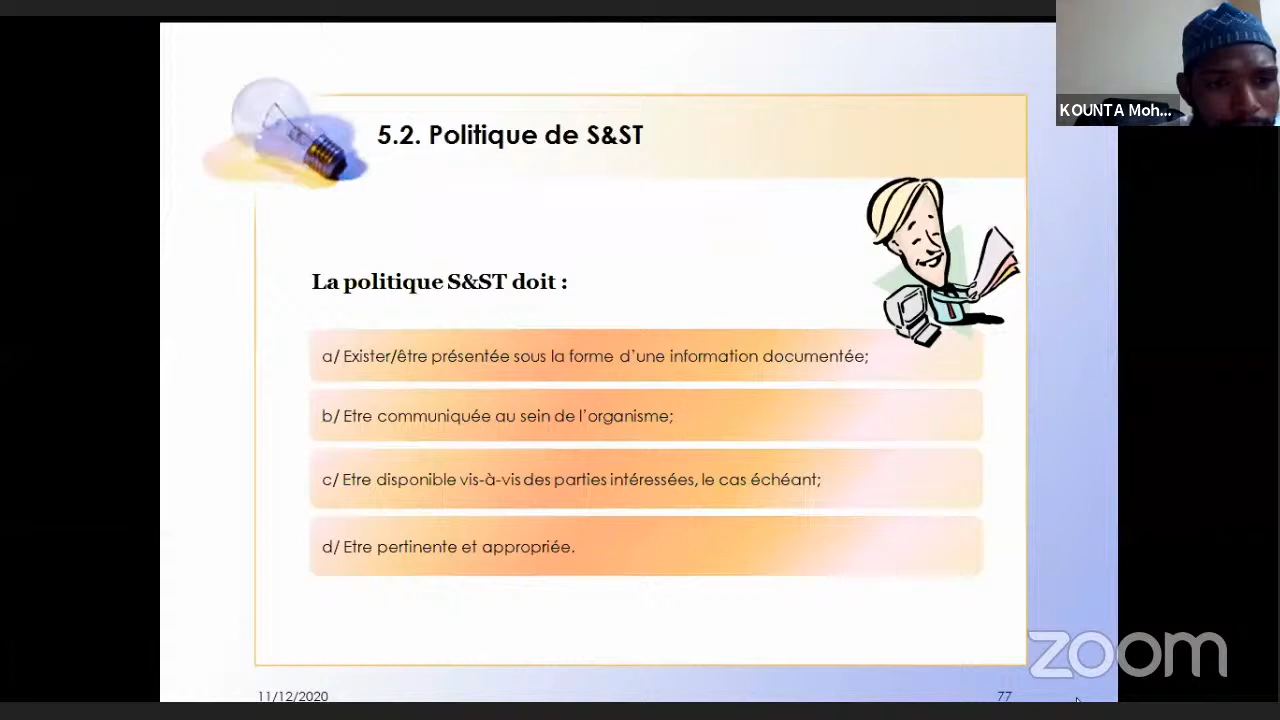 KOUNTA Moh...
5.2. Politique de S&ST
La politique S&ST doit :
a/ Exister/être présentée sous la forme d’une information documentée;
b/ Etre communiquée au sein de l’organisme;
c/ Etre disponible vis-à-vis des parties intéressées, le cas échéant;
d/ Etre pertinente et appropriée.
zoom
11/12/2020
77